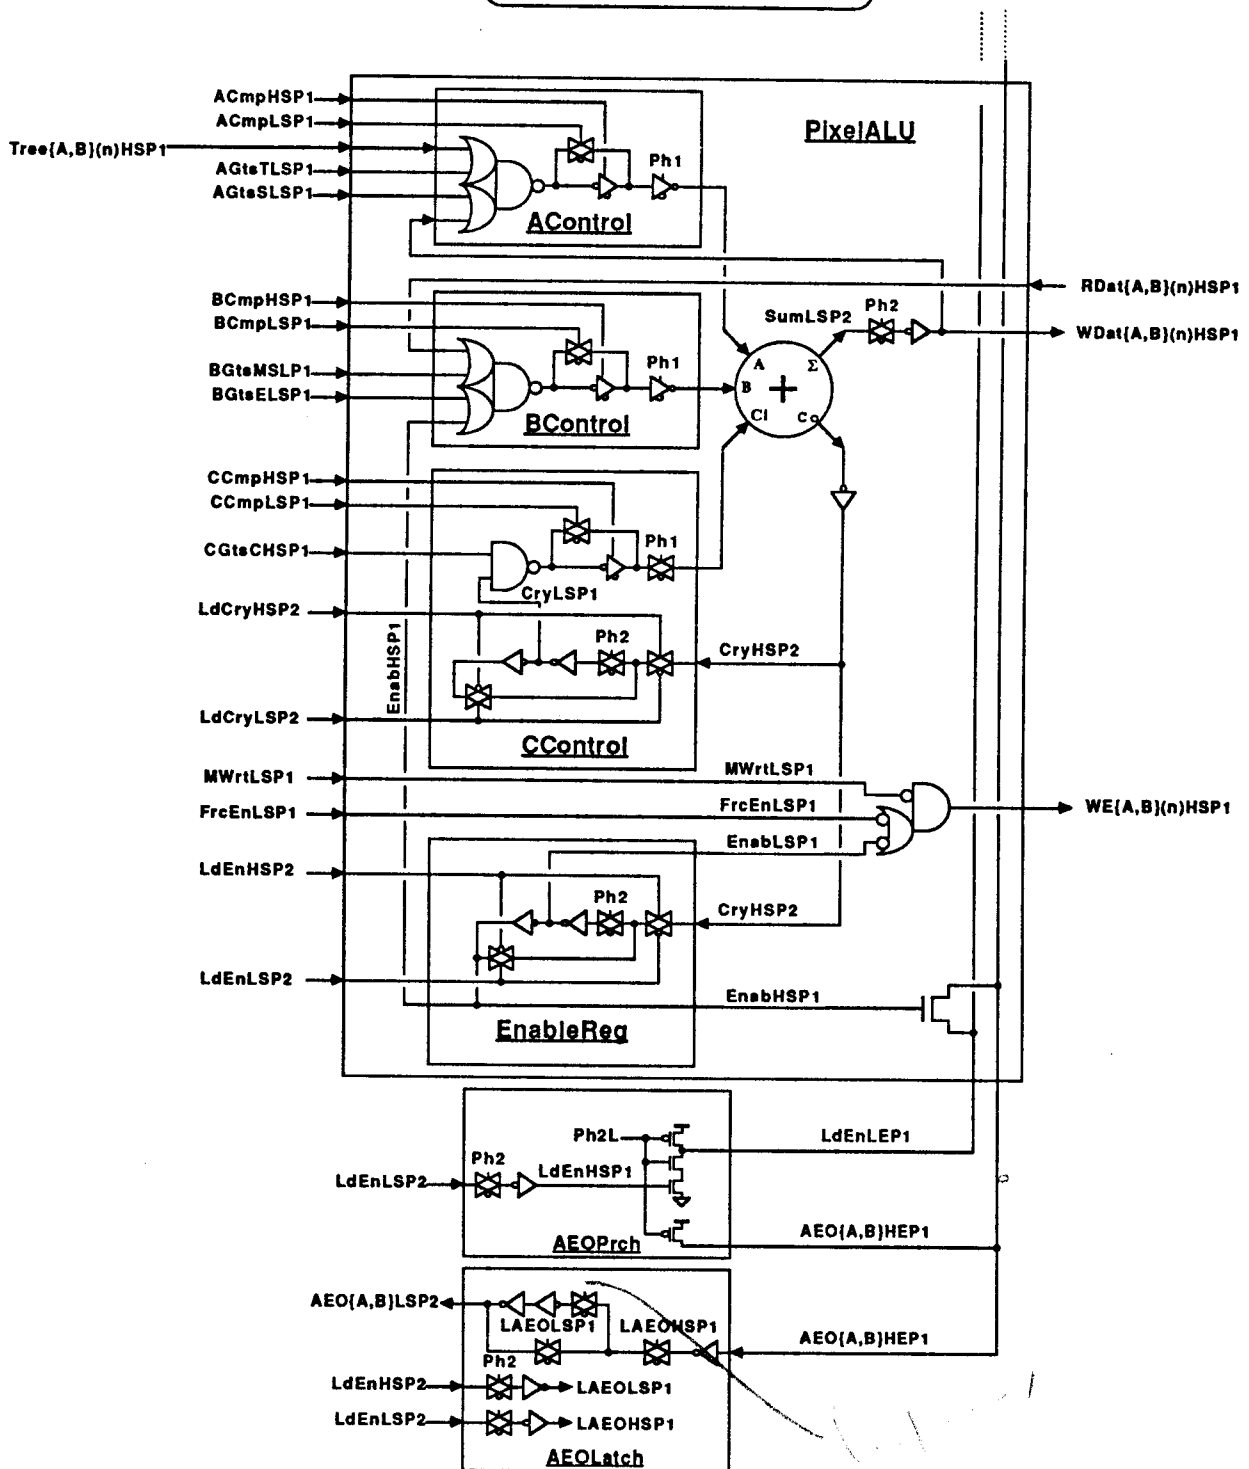 ACmpHSP1
ACmpLSP1
PixelALU
Tree{A,B}(n)HSP1
AGtsTLSP1
Ph1
AGtsSLSP1
AControl
RDat{A,B}(n)HSP1
BCmpHSP1
BCmpLSP1
SumLSP2
Ph2
WDat{A,B}(n)HSP1
Ph1
A
Σ
BGtsMSLP1
B
+
BGtsELSP1
CI
Co
BControl
CCmpHSP1
CCmpLSP1
Ph1
CGtsCHSP1
CryLSP1
LdCryHSP2
Ph2
EnabHSP1
CryHSP2
LdCryLSP2
CControl
MWrtLSP1
MWrtLSP1
FrcEnLSP1
FrcEnLSP1
WE{A,B}(n)HSP1
EnabLSP1
LdEnHSP2
Ph2
CryHSP2
LdEnLSP2
EnabHSP1
EnableReg
Ph2L
LdEnLEP1
Ph2
LdEnHSP1
LdEnLSP2
AEO{A,B}HEP1
AEOPrch
AEO{A,B}LSP2
LAEOLSP1
LAEOHSP1
AEO{A,B}HEP1
Ph2
LdEnHSP2
LAEOLSP1
LdEnLSP2
LAEOHSP1
AEOLatch